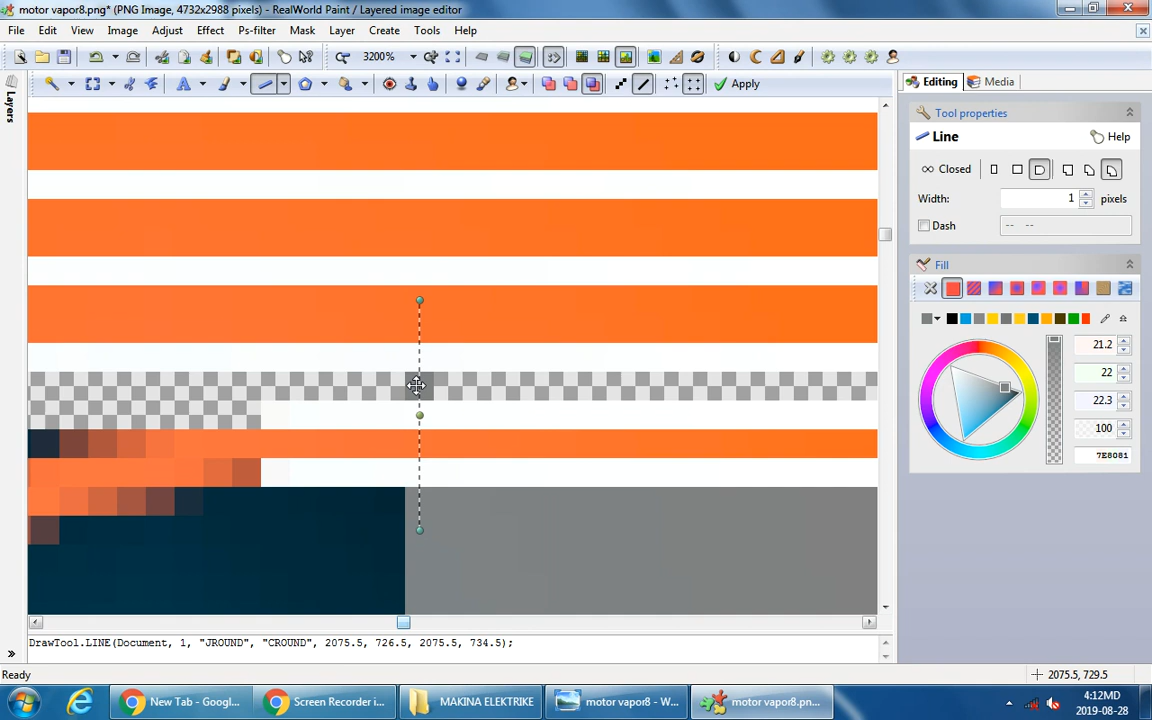 motor vapor8.png* (PNG Image, 4732x2988 pixels) - RealWorld Paint / Layered image editor
File Edit View Image Adjust Effect Ps-filter Mask Layer Create Tools Help
3200%
Apply
Layers
Editing
Media
Tool properties
Line
Help
Closed
Width: 1 pixels
Dash -- --
Fill
21.2
22
22.3
100
7E8081
DrawTool.LINE(Document, 1, "JROUND", "CROUND", 2075.5, 726.5, 2075.5, 734.5);
Ready
2075.5, 729.5
New Tab - Googl...
Screen Recorder i...
MAKINA ELEKTRIKE
motor vapor8 - W...
motor vapor8.pn...
4:12MD
2019-08-28